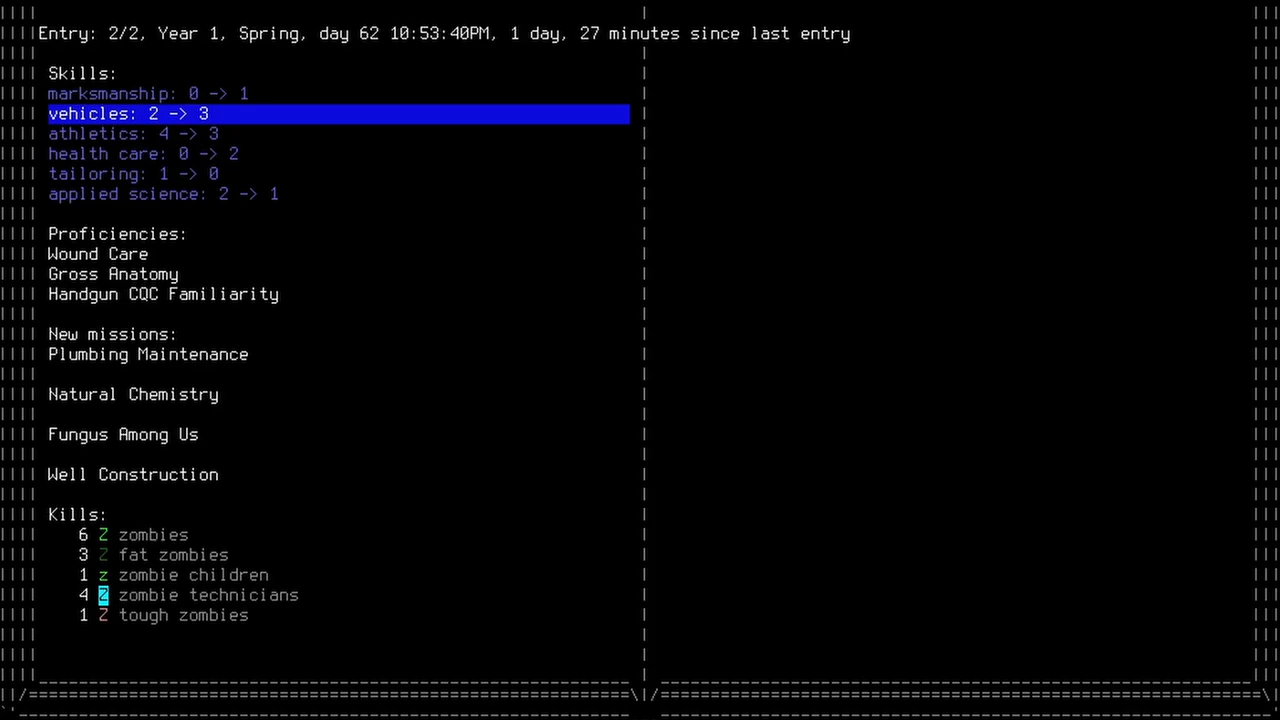 Entry: 2/2, Year 1, Spring, day 62 10:53:40PM, 1 day, 27 minutes since last entry
Skills:
marksmanship: 0 -> 1
vehicles: 2 -> 3
athletics: 4 -> 3
health care: 0 -> 2
tailoring: 1 -> 0
applied science: 2 -> 1
Proficiencies:
Wound Care
Gross Anatomy
Handgun CQC Familiarity
New missions:
Plumbing Maintenance
Natural Chemistry
Fungus Among Us
Well Construction
Kills:
6 Z zombies
3 Z fat zombies
1 z zombie children
4 Z zombie technicians
1 Z tough zombies